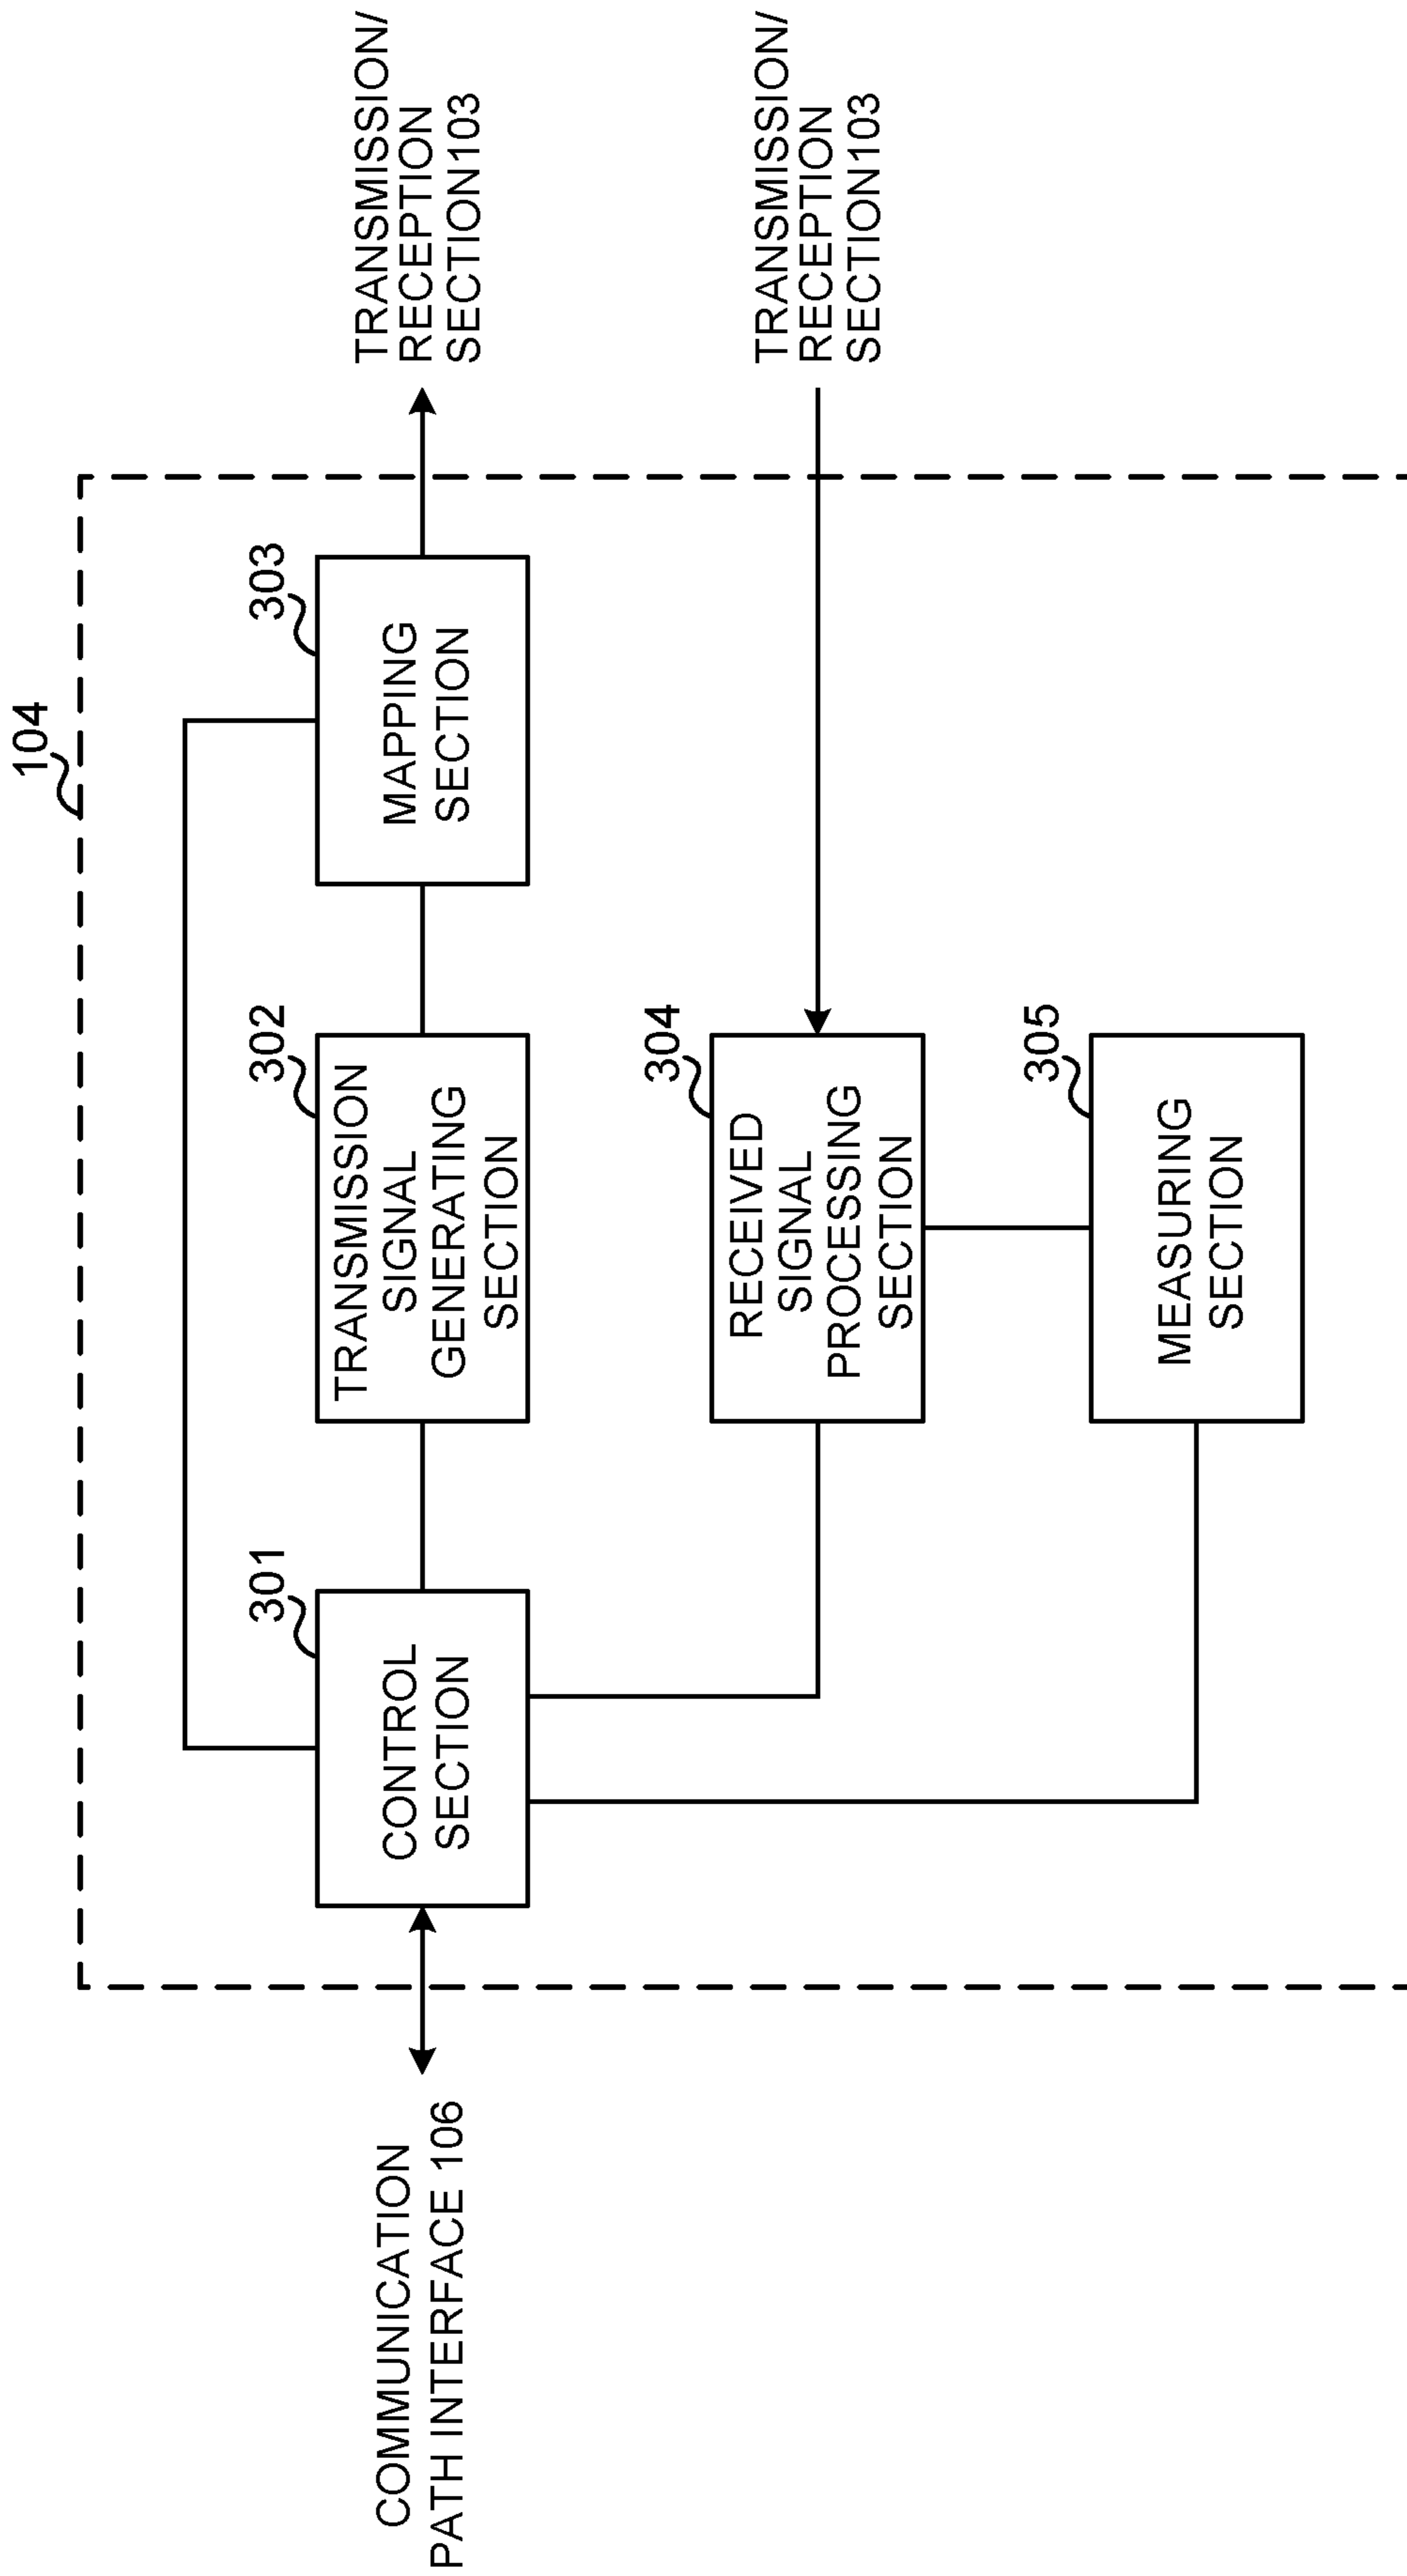 104
301
302
303
COMMUNICATION
PATH INTERFACE 106
CONTROL
SECTION
TRANSMISSION
SIGNAL
GENERATING
SECTION
MAPPING
SECTION
TRANSMISSION/
RECEPTION
SECTION103
304
RECEIVED
SIGNAL
PROCESSING
SECTION
TRANSMISSION/
RECEPTION
SECTION103
305
MEASURING
SECTION